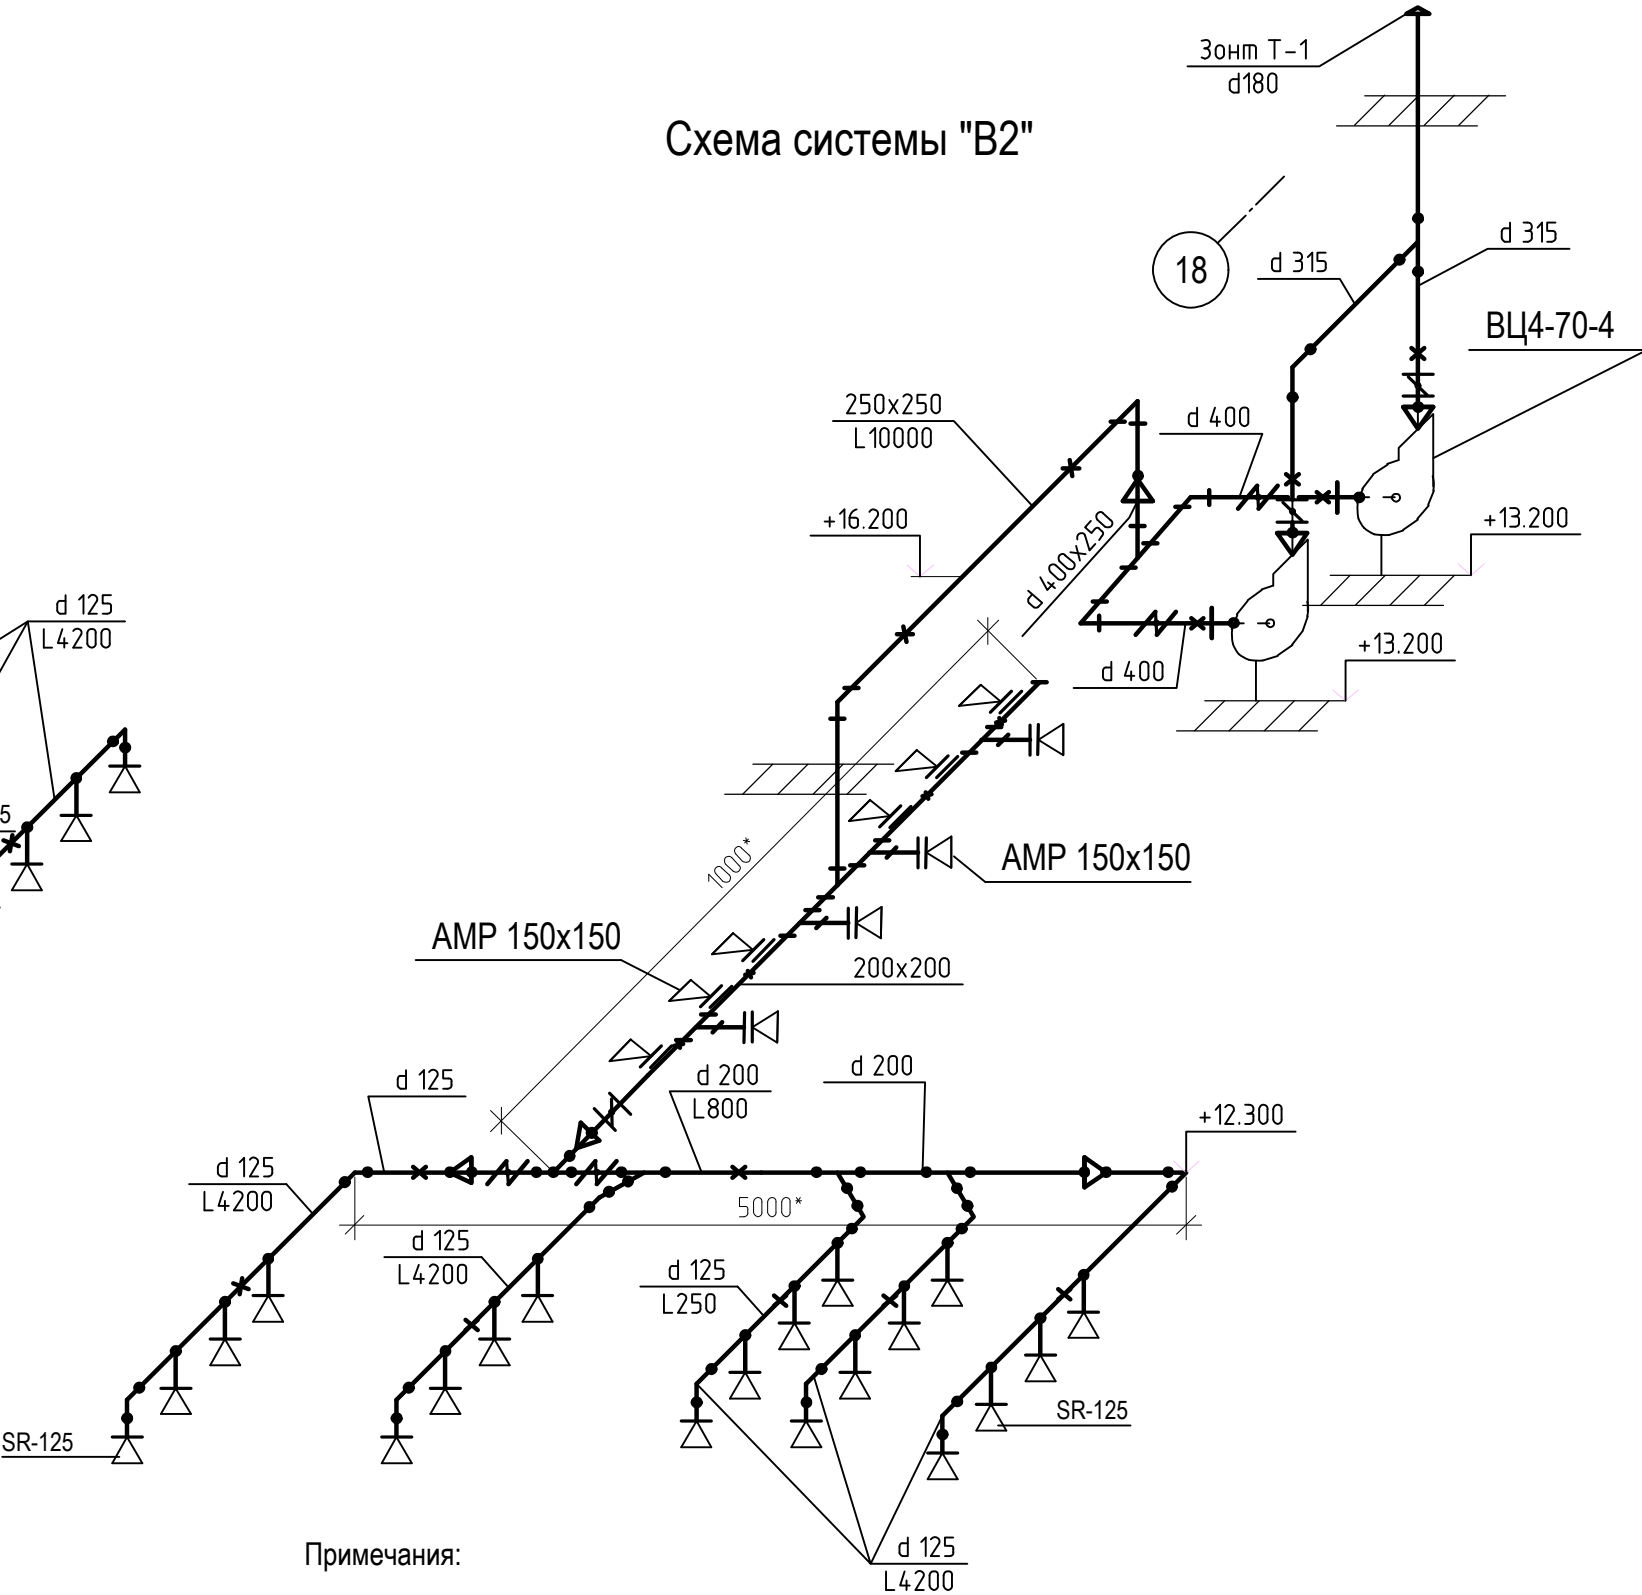 Зонт Т-1
d180
Схема системы "В2"
18
d 315
d 315
ВЦ4-70-4
250x250
L10000
d 400
+16.200
d 400x250
+13.200
d 125
L4200
+13.200
d 400
5
1000*
АМР 150x150
АМР 150x150
200x200
d 125
d 200
L800
d 200
+12.300
d 125
L4200
5000*
d 125
L4200
d 125
L250
SR-125
SR-125
d 125
L4200
Примечания: